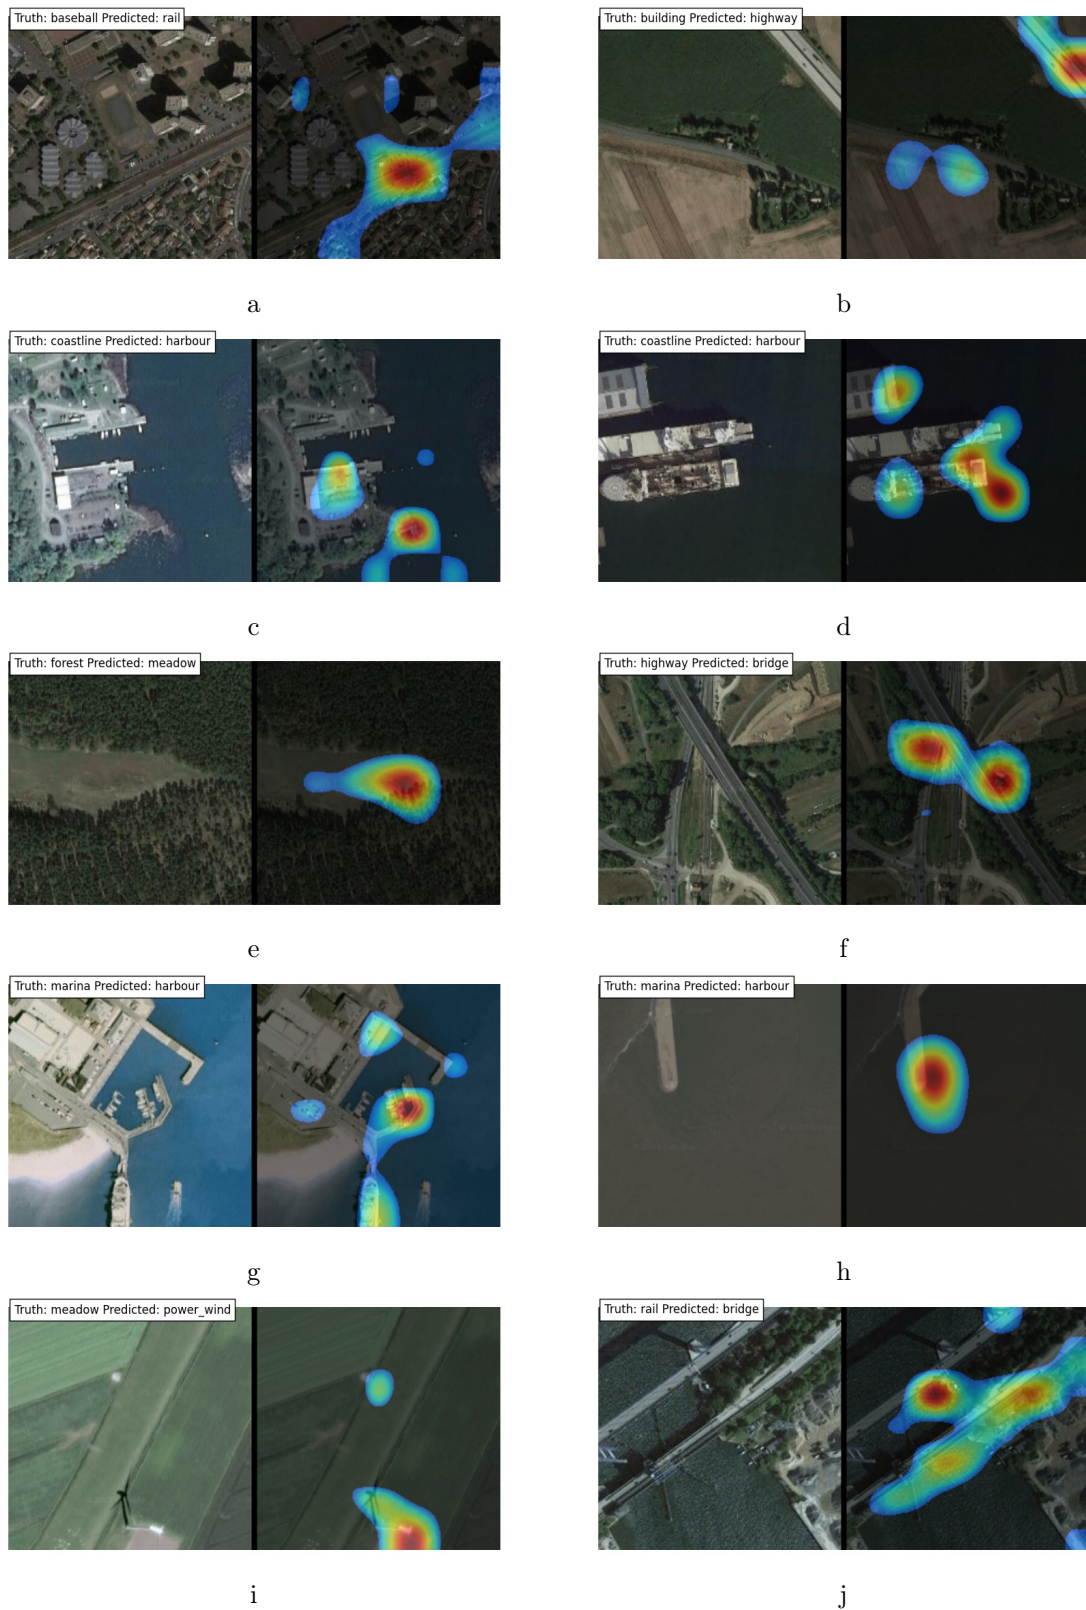 Truth: baseball Predicted: rail
Truth: building Predicted: highway
a
b
Truth: coastline Predicted: harbour
Truth: coastline Predicted: harbour
c
d
Truth: forest Predicted: meadow
Truth: highway Predicted: bridge
e
f
Truth: marina Predicted: harbour
Truth: marina Predicted: harbour
g
h
Truth: meadow Predicted: power_wind
Truth: rail Predicted: bridge
i
j